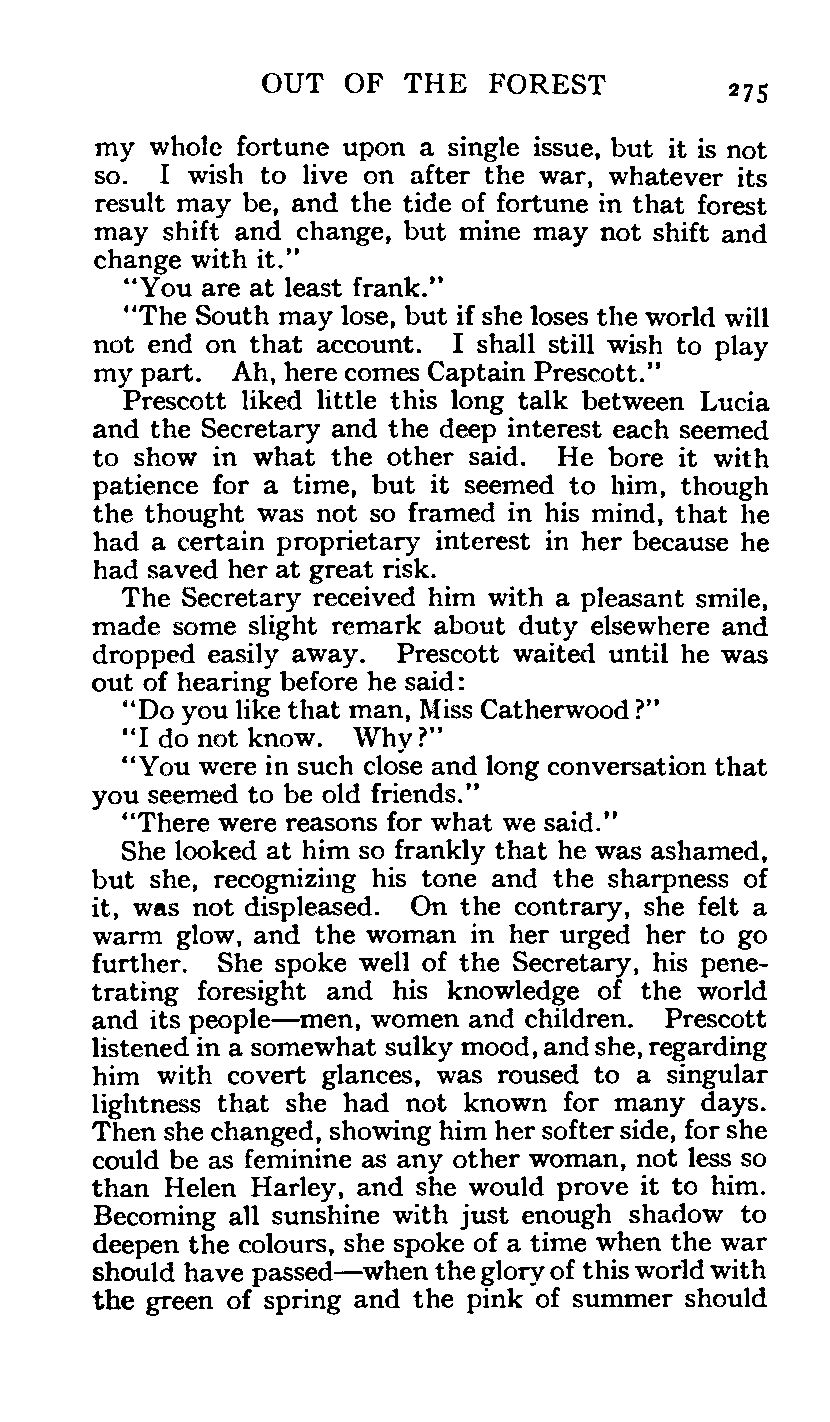 OUT OF THE FOREST 275
my whole fortune upon a single issue, but it is not
so. I wish to live on after the war, whatever its
result may be, and the tide of fortune in that forest
may shift and change, but mine may not shift and
change with it."
"You are at least frank."
"The South may lose, but if she loses the world will
not end on that account. I shall still wish to play
my part. Ah, here comes Captain Prescott."
Prescott liked little this long talk between Lucia
and the Secretary and the deep interest each seemed
to show in what the other said. He bore it with
patience for a time, but it seemed to him, though
the thought was not so framed in his mind, that he
had a certain proprietary interest in her because he
had saved her at great risk.
The Secretary received him with a pleasant smile,
made some slight remark about duty elsewhere and
dropped easily away. Prescott waited until he was
out of hearing before he said:
"Do you like that man, Miss Catherwood?"
"I do not know. Why?"
"You were in such close and long conversation that
you seemed to be old friends."
"There were reasons for what we said."
She looked at him so frankly that he was ashamed,
but she, recognizing his tone and the sharpness of
it, was not displeased. On the contrary, she felt a
warm glow, and the woman in her urged her to go
further. She spoke well of the Secretary, his pene-
trating foresight and his knowledge of the world
and its people—men, women and children. Prescott
listened in a somewhat sulky mood, and she, regarding
him with covert glances, was roused to a singular
lightness that she had not known for many days.
Then she changed, showing him her softer side, for she
could be as feminine as any other woman, not less so
than Helen Harley, and she would prove it to him.
Becoming all sunshine with just enough shadow to
deepen the colours, she spoke of a time when the war
should have passed—when the glory of this world with
the green of spring and the pink of summer should